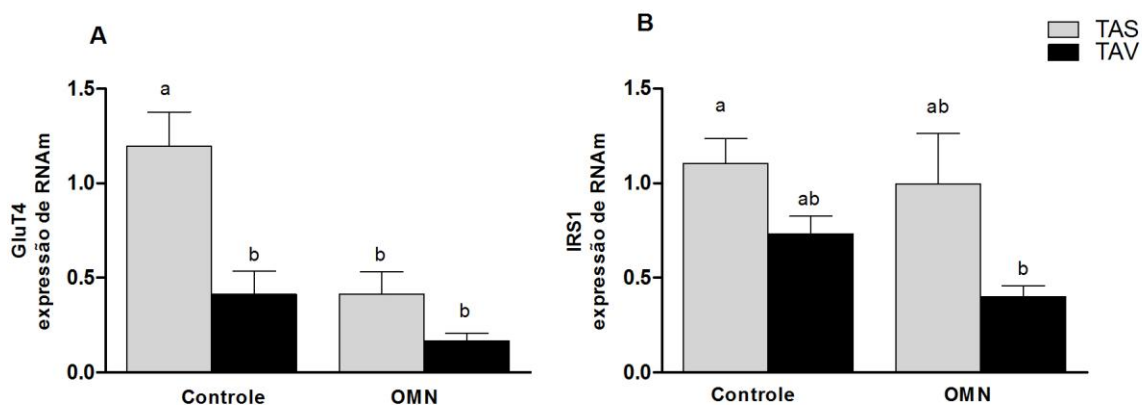 A
B
TAS
TAV
GluT4
expressão de RNAm
1.5
1.0
0.5
0.0
a
b
b
b
Controle
OMN
IRS1
expressão de RNAm
1.5
1.0
0.5
0.0
a
ab
ab
b
Controle
OMN